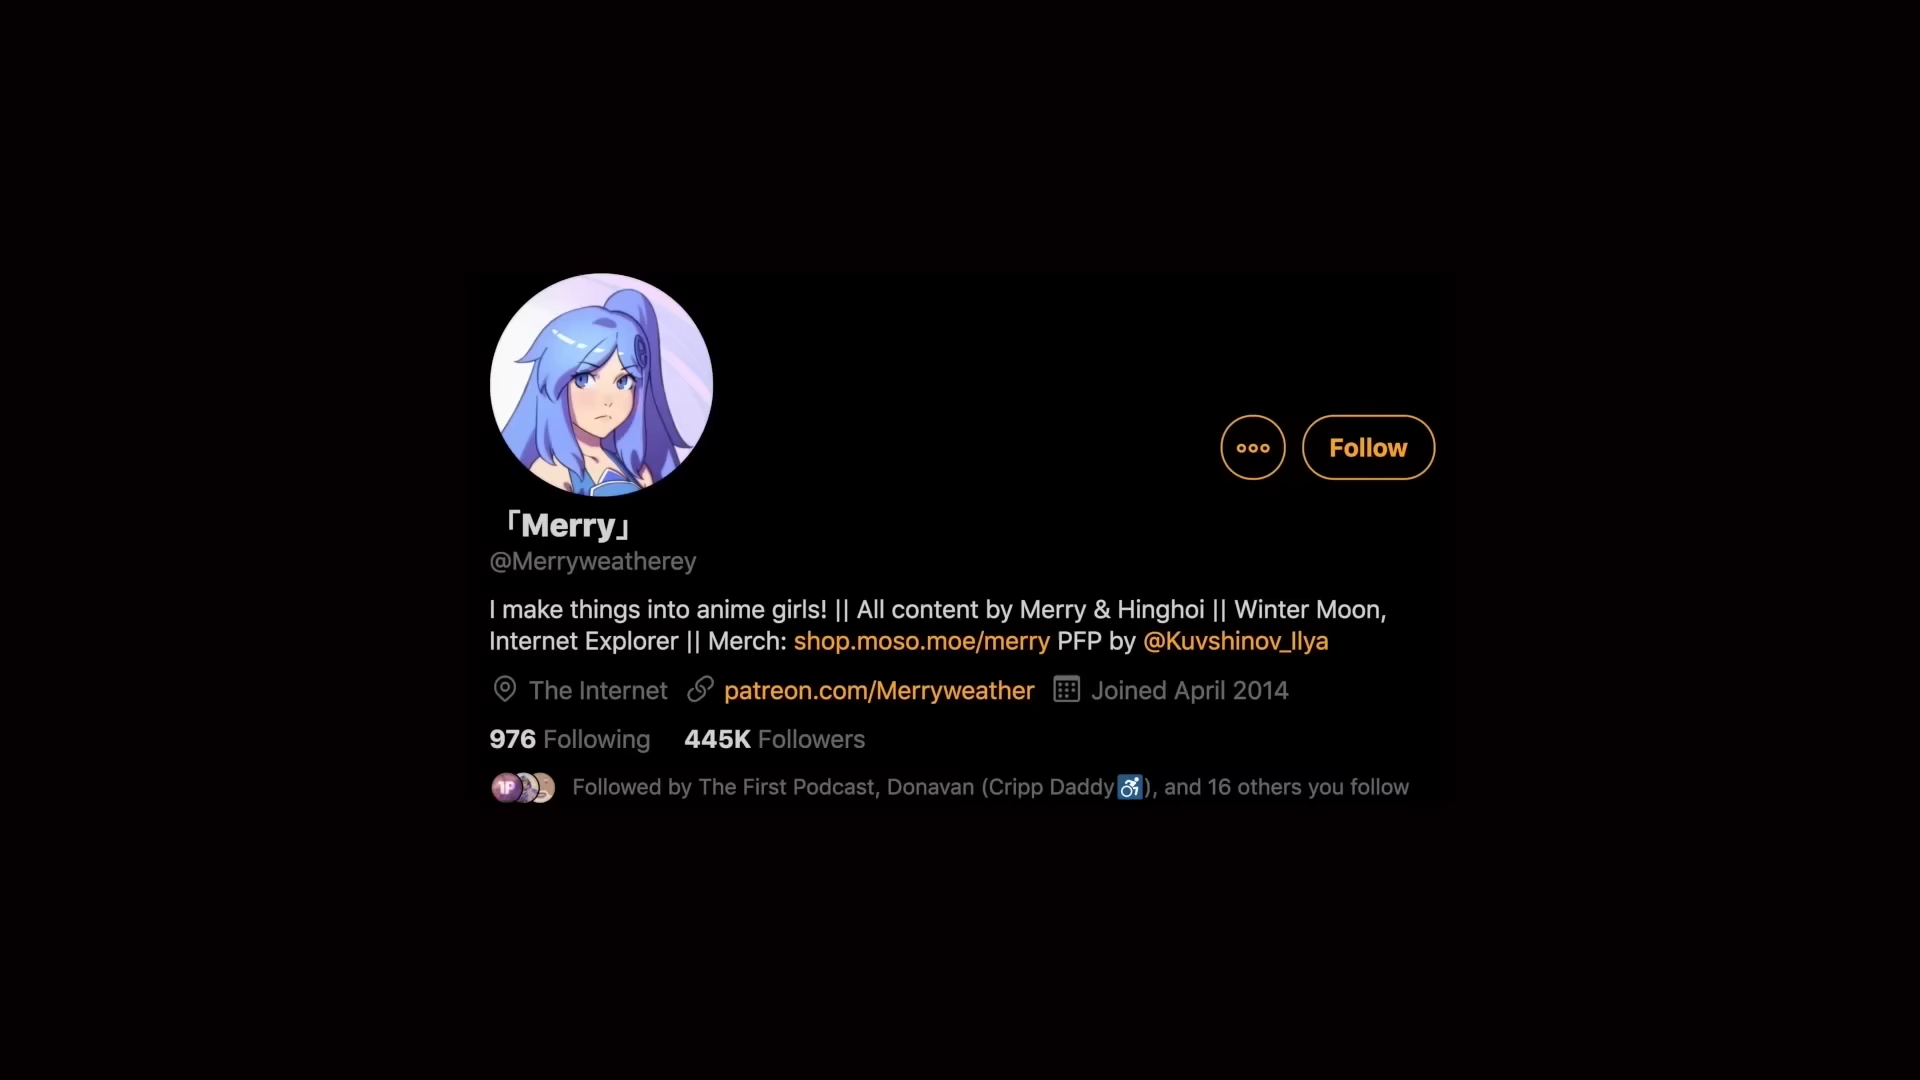 Follow
「Merry」
@Merryweatherey
I make things into anime girls! || All content by Merry & Hinghoi || Winter Moon,
Internet Explorer || Merch: shop.moso.moe/merry PFP by @Kuvshinov_Ilya
The Internet patreon.com/Merryweather Joined April 2014
976 Following 445K Followers
1P Followed by The First Podcast, Donavan (Cripp Daddy♿), and 16 others you follow